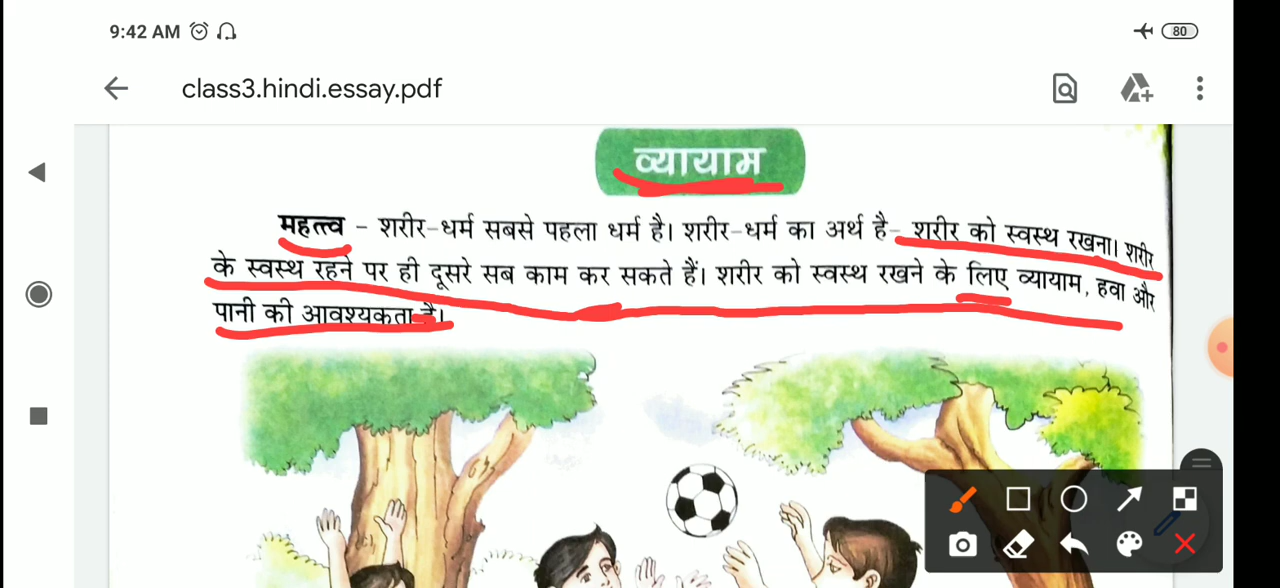 9:42 AM
80
class3.hindi.essay.pdf
व्यायाम
महत्त्व - शरीर-धर्म सबसे पहला धर्म है। शरीर-धर्म का अर्थ है- शरीर को स्वस्थ रखना। शरीर
के स्वस्थ रहने पर ही दूसरे सब काम कर सकते हैं। शरीर को स्वस्थ रखने के लिए व्यायाम, हवा और
पानी की आवश्यकता है।